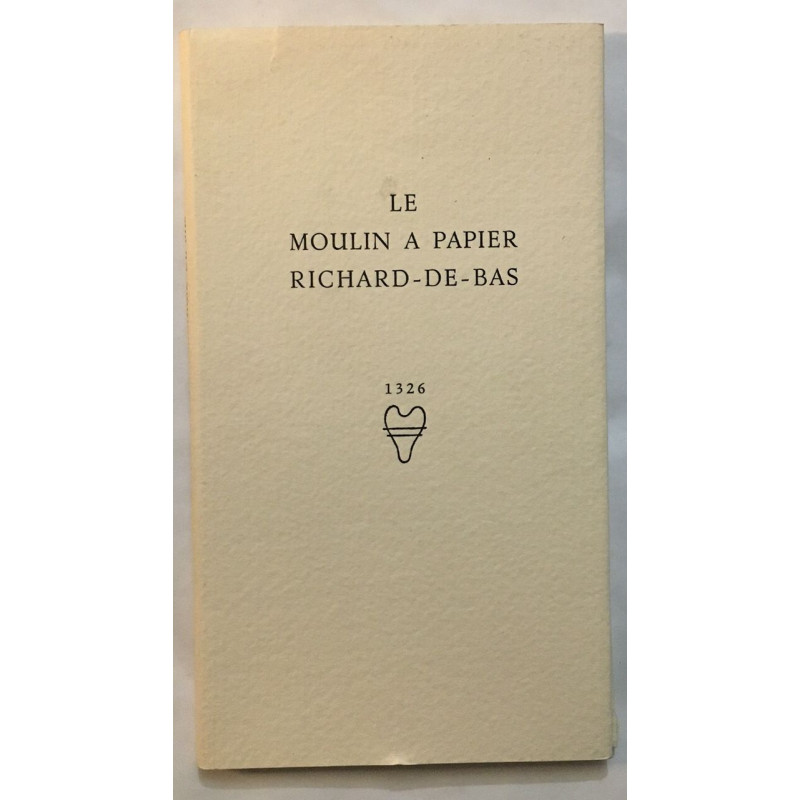 LE
MOULIN A PAPIER
RICHARD-DE-BAS
1326